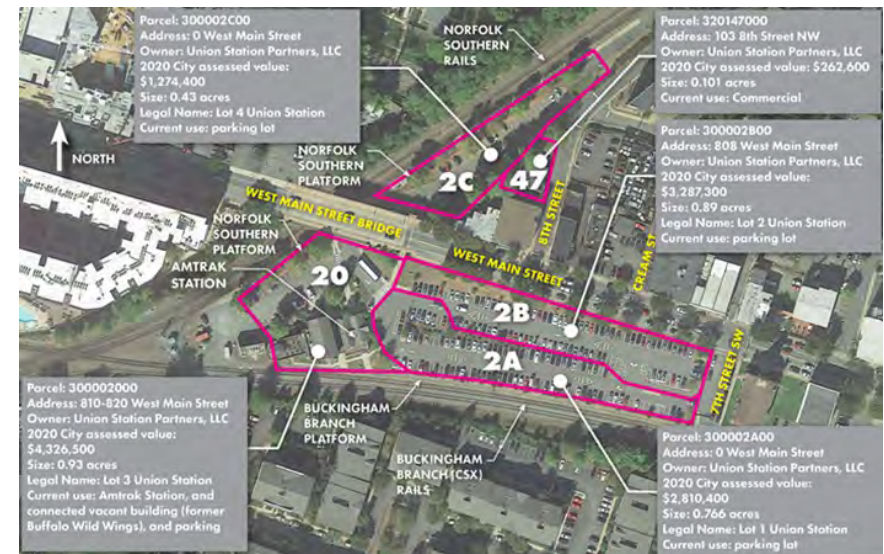 Parcel: 300002C00
Address: 0 West Main Street
Owner: Union Station Partners, LLC
2020 City assessed value:
$1,274,400
Size: 0.43 acres
Legal Name: Lot 4 Union Station
Current use: parking lot
NORFOLK
SOUTHERN
RAILS
Parcel: 320147000
Address: 103 8th Street NW
Owner: Union Station Partners, LLC
2020 City assessed value: $262,600
Size: 0.101 acres
Current use: Commercial
NORTH
NORFOLK
SOUTHERN
PLATFORM
2C
47
Parcel: 300002B00
Address: 808 West Main Street
Owner: Union Station Partners, LLC
2020 City assessed value:
$3,287,300
Size: 0.89 acres
Legal Name: Lot 2 Union Station
Current use: parking lot
WEST MAIN STREET BRIDGE
8TH STREET
NORFOLK
SOUTHERN
PLATFORM
AMTRAK
STATION
WEST MAIN STREET
CREAM ST
20
2B
2A
7TH STREET SW
Parcel: 300002000
Address: 810-820 West Main Street
Owner: Union Station Partners, LLC
2020 City assessed value:
$4,326,500
Size: 0.93 acres
Legal Name: Lot 3 Union Station
Current use: Amtrak Station, and
connected vacant building (former
Buffalo Wild Wings), and parking
BUCKINGHAM
BRANCH
PLATFORM
BUCKINGHAM
BRANCH (CSX)
RAILS
Parcel: 300002A00
Address: 0 West Main Street
Owner: Union Station Partners, LLC
2020 City assessed value:
$2,810,400
Size: 0.766 acres
Legal Name: Lot 1 Union Station
Current use: parking lot